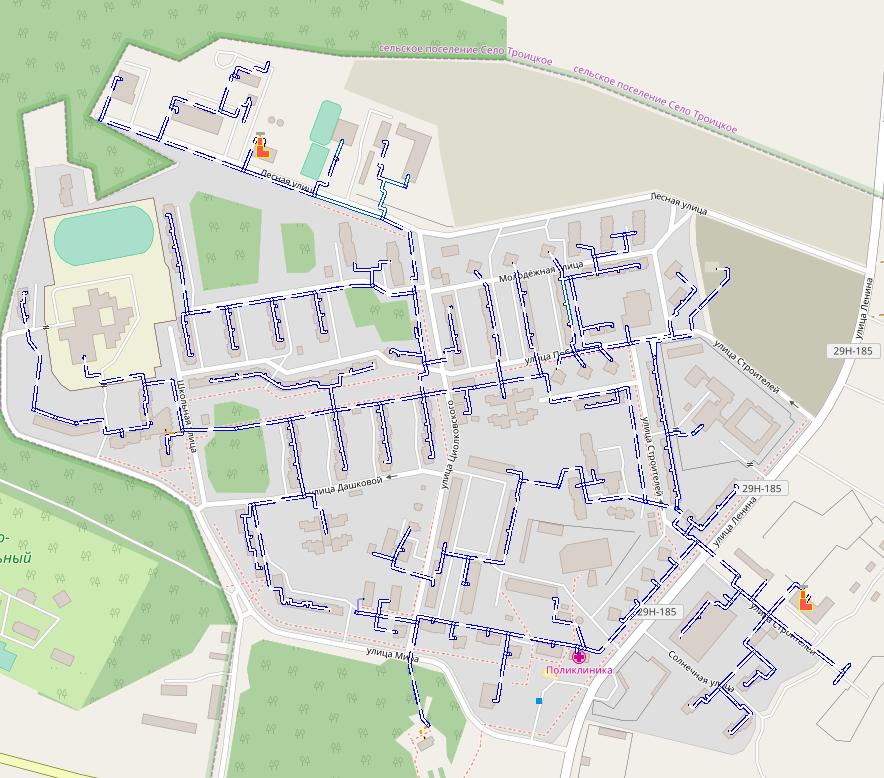 сельское поселение Село Троицкое
сельское поселение Село Троицкое
Лесная улица
Лесная улица
улица Ленина
Молодёжная улица
29Н-185
улица Строителей
Школьная улица
улица Циолковского
улица Строителей
улица Дашковой
29Н-185
улица Ленина
о-
ьный
29Н-185
улица Строителей
улица Мира
Солнечная улица
Поликлиника